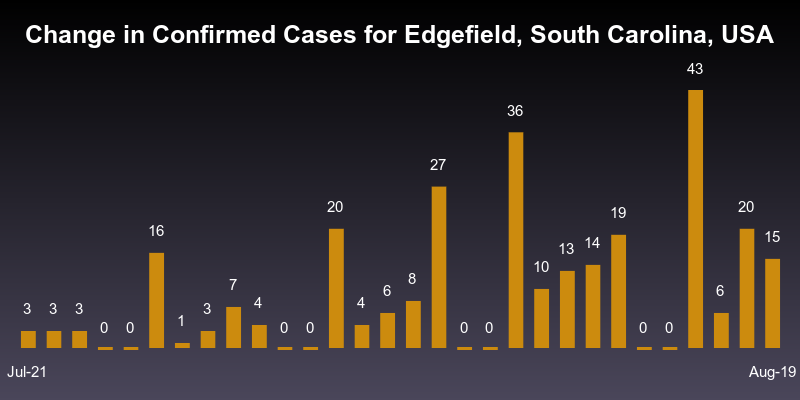 Change in Confirmed Cases for Edgefield, South Carolina, USA
3 3 3 0 0 16 1 3 7 4 0 0 20 4 6 8 27 0 0 36 10 13 14 19 0 0 43 6 20 15
Jul-21 Aug-19